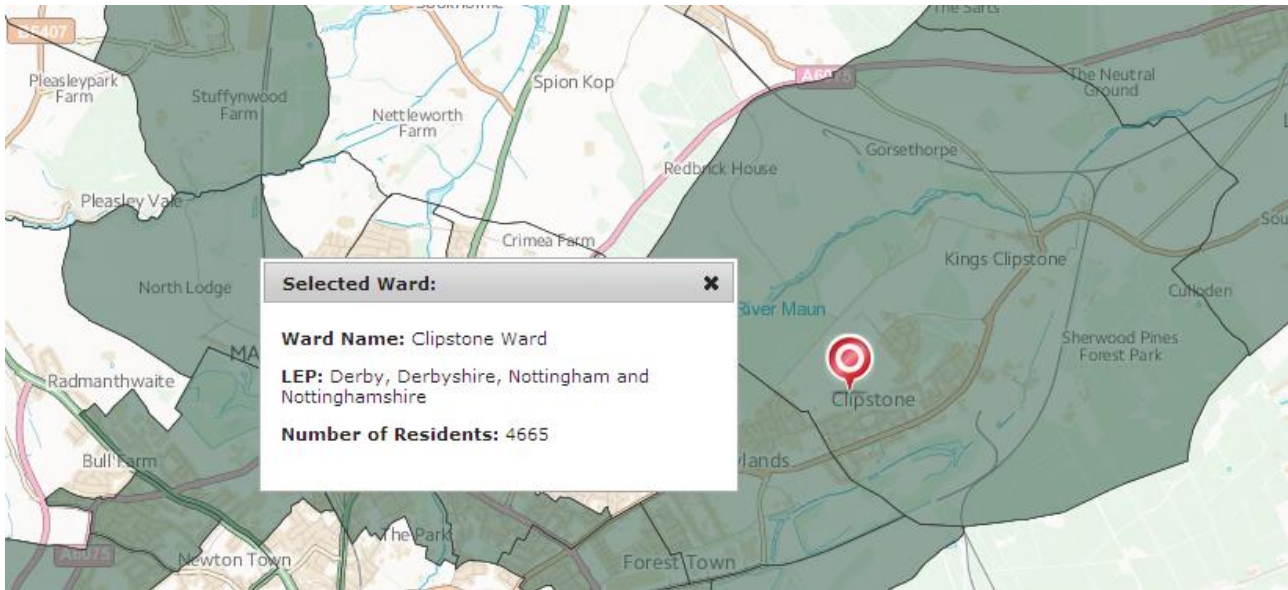 The Sarts
B6407
Pleasleypark
Farm
Stuffynwood
Farm
Spion Kop
A6075
The Neutral
Ground
Nettleworth
Farm
Gorsethorpe
Redbrick House
Pleasley Vale
Crimea Farm
Kings Clipstone
North Lodge
Culloden
River Maun
Selected Ward:
Ward Name: Clipstone Ward
LEP: Derby, Derbyshire, Nottingham and
Nottinghamshire
Number of Residents: 4665
Sherwood Pines
Forest Park
MA
Radmanthwaite
Clipstone
Bull Farm
ylands
The Park
A6075
Newton Town
Forest Town